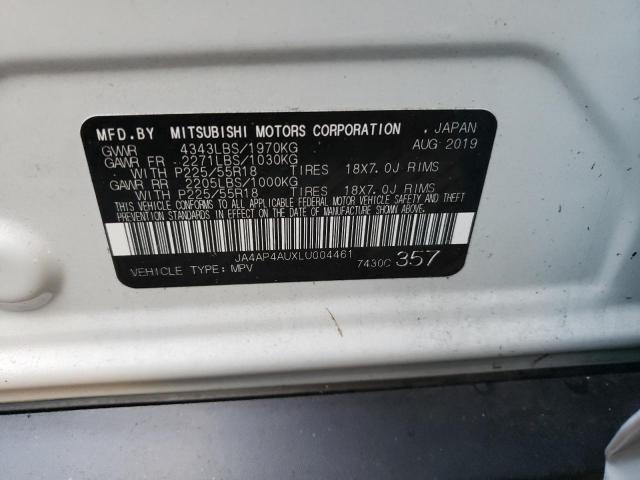 MFD.BY MITSUBISHI MOTORS CORPORATION . JAPAN
GVWR 4343LBS/1970KG AUG 2019
GAWR FR 2271LBS/1030KG
WITH P225/55R18 TIRES 18X7.0J RIMS
GAWR RR 2205LBS/1000KG
WITH P225/55R18 TIRES 18X7.0J RIMS
THIS VEHICLE CONFORMS TO ALL APPLICABLE FEDERAL MOTOR VEHICLE SAFETY AND THEFT
PREVENTION STANDARDS IN EFFECT ON THE DATE OF MANUFACTURE SHOWN ABOVE.
JA4AP4AUXLU004461
VEHICLE TYPE: MPV 7430C 357